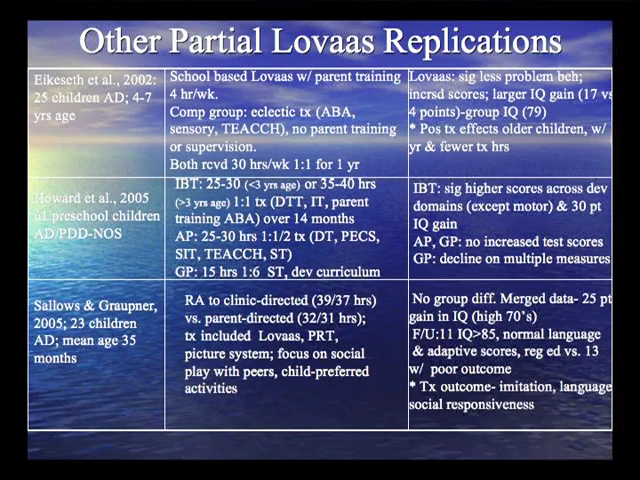 Other Partial Lovaas Replications
Eikeseth et al., 2002:
25 children AD; 4-7
yrs age
School based Lovaas w/ parent training
4 hr/wk.
Comp group: eclectic tx (ABA,
sensory, TEACCH), no parent training
or supervision.
Both rcvd 30 hrs/wk 1:1 for 1 yr
Lovaas: sig less problem beh;
incrsd scores; larger IQ gain (17 vs
4 points)-group IQ (79)
* Pos tx effects older children, w/
yr & fewer tx hrs
Howard et al., 2005
61 preschool children
AD/PDD-NOS
IBT: 25-30 (<3 yrs age) or 35-40 hrs
(>3 yrs age) 1:1 tx (DTT, IT, parent
training ABA) over 14 months
AP: 25-30 hrs 1:1/2 tx (DT, PECS,
SIT, TEACCH, ST)
GP: 15 hrs 1:6 ST, dev curriculum
IBT: sig higher scores across dev
domains (except motor) & 30 pt
IQ gain
AP, GP: no increased test scores
GP: decline on multiple measures
Sallows & Graupner,
2005; 23 children
AD; mean age 35
months
RA to clinic-directed (39/37 hrs)
vs. parent-directed (32/31 hrs);
tx included Lovaas, PRT,
picture system; focus on social
play with peers, child-preferred
activities
No group diff. Merged data- 25 pt
gain in IQ (high 70's)
F/U:11 IQ>85, normal language
& adaptive scores, reg ed vs. 13
w/ poor outcome
* Tx outcome- imitation, language
social responsiveness